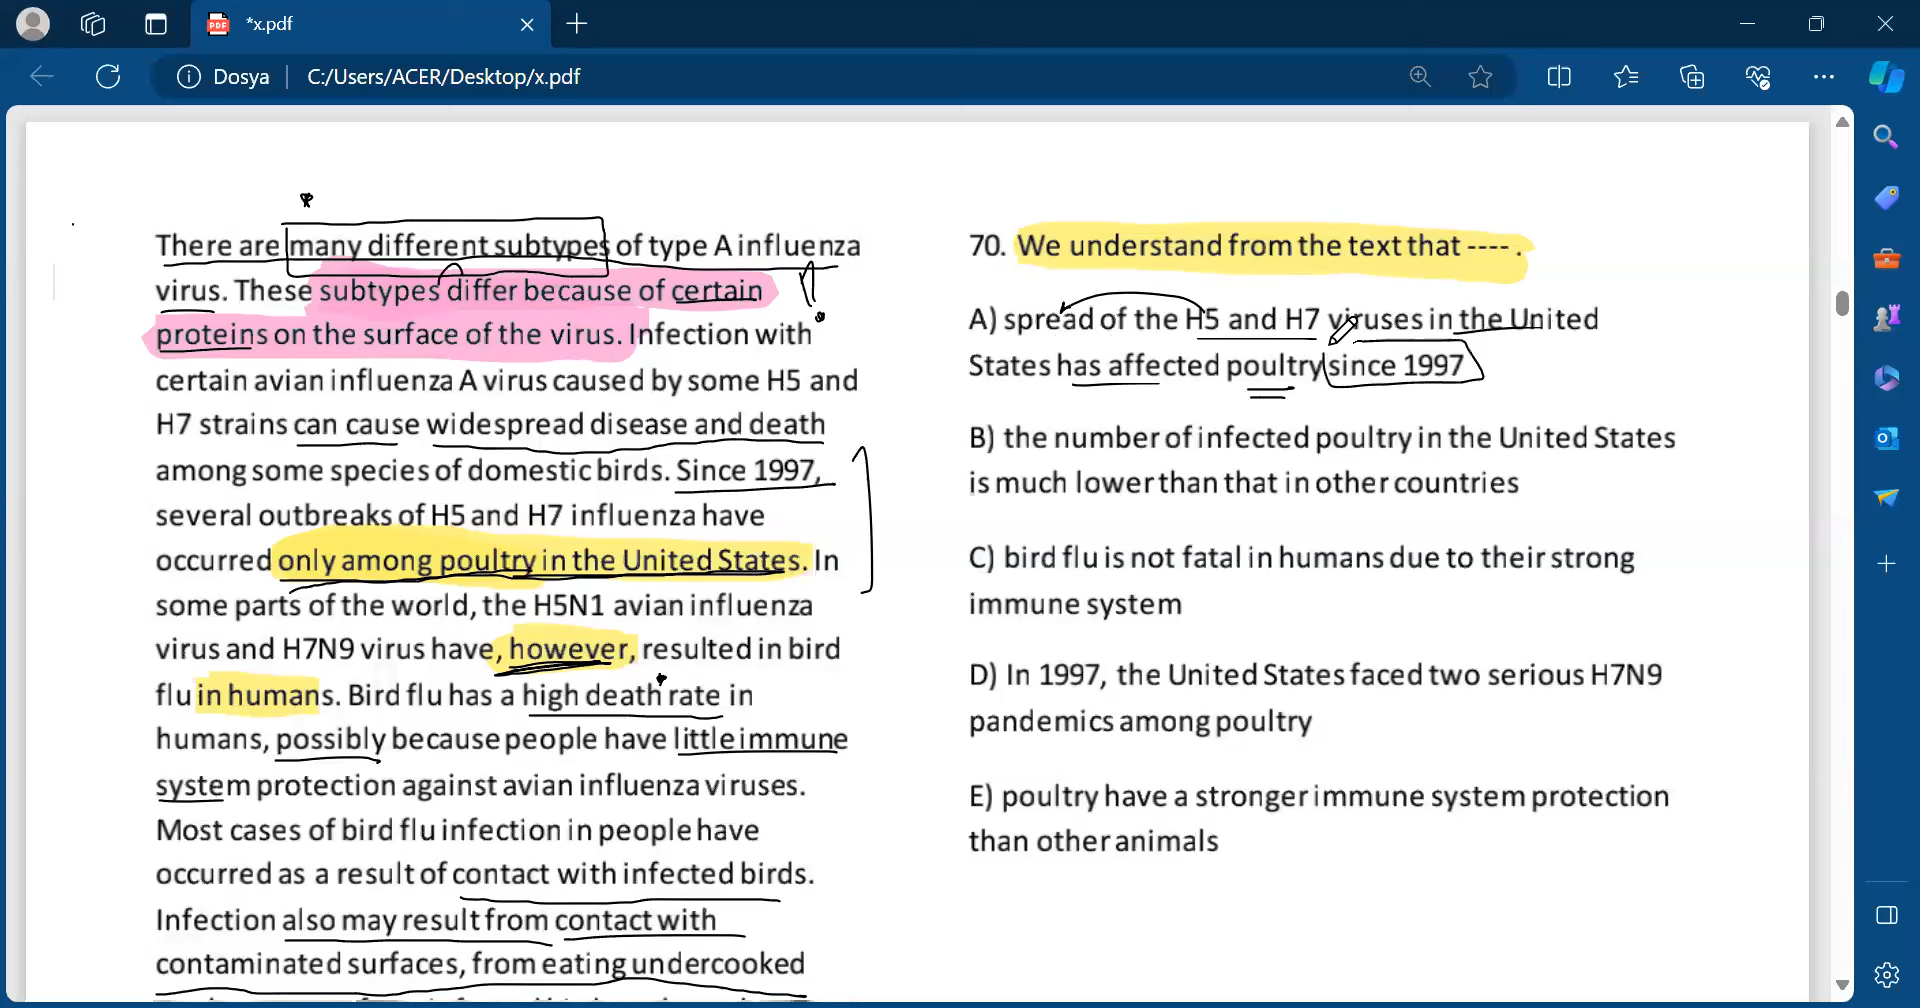 *x.pdf
Dosya
C:/Users/ACER/Desktop/x.pdf
There are many different subtypes of type A influenza
virus. These subtypes differ because of certain
proteins on the surface of the virus. Infection with
certain avian influenza A virus caused by some H5 and
H7 strains can cause widespread disease and death
among some species of domestic birds. Since 1997,
several outbreaks of H5 and H7 influenza have
occurred only among poultry in the United States. In
some parts of the world, the H5N1 avian influenza
virus and H7N9 virus have, however, resulted in bird
flu in humans. Bird flu has a high death rate in
humans, possibly because people have little immune
system protection against avian influenza viruses.
Most cases of bird flu infection in people have
occurred as a result of contact with infected birds.
Infection also may result from contact with
contaminated surfaces, from eating undercooked
70. We understand from the text that ---- .
A) spread of the H5 and H7 viruses in the United
States has affected poultry since 1997
B) the number of infected poultry in the United States
is much lower than that in other countries
C) bird flu is not fatal in humans due to their strong
immune system
D) In 1997, the United States faced two serious H7N9
pandemics among poultry
E) poultry have a stronger immune system protection
than other animals